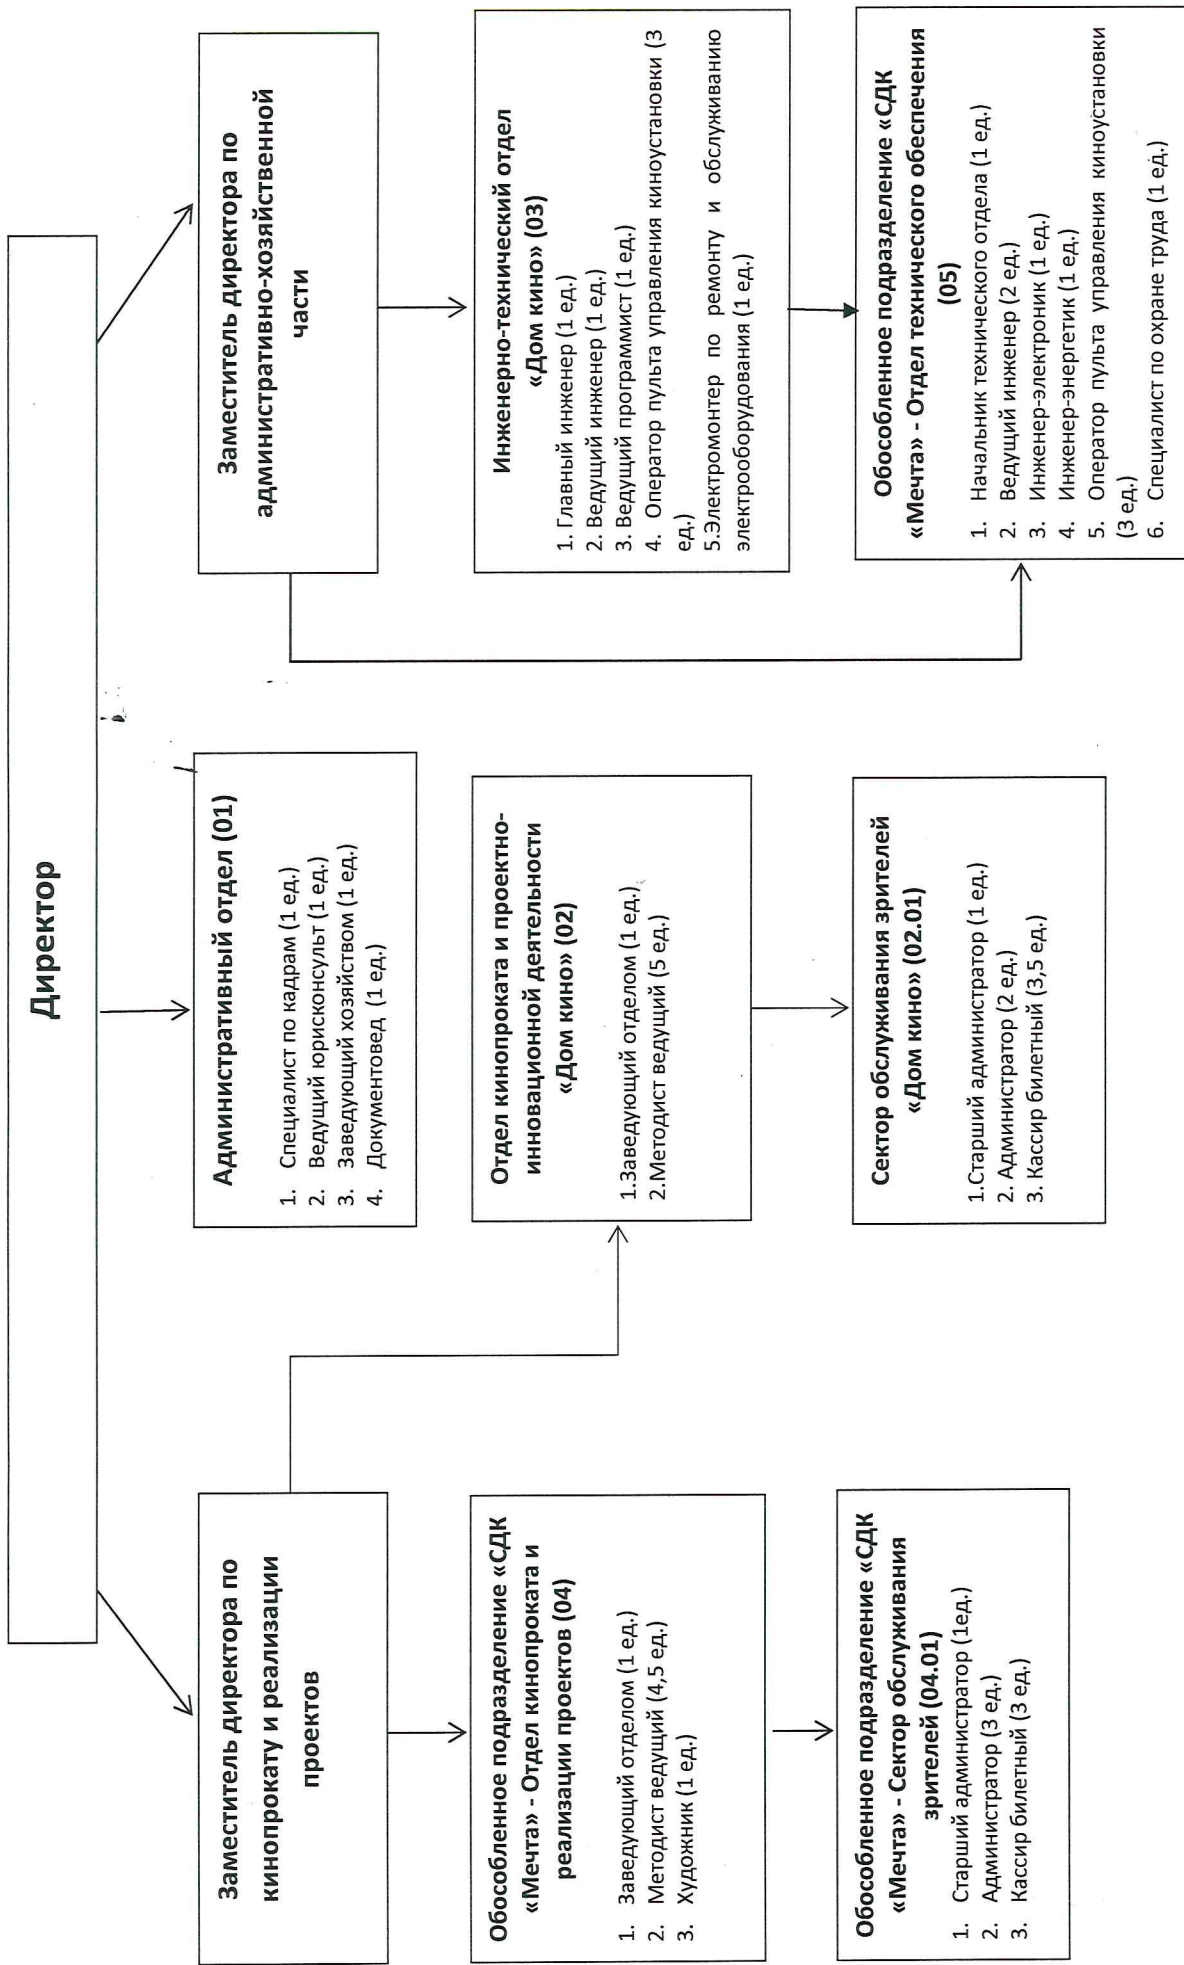 Директор
Заместитель директора по
кинопрокату и реализации
проектов
Обособленное подразделение «СДК
«Мечта» - Отдел кинопроката и
реализации проектов (04)
1. Заведующий отделом (1 ед.)
2. Методист ведущий (4,5 ед.)
3. Художник (1 ед.)
Обособленное подразделение «СДК
«Мечта» - Сектор обслуживания
зрителей (04.01)
1. Старший администратор (1ед.)
2. Администратор (3 ед.)
3. Кассир билетный (3 ед.)
Административный отдел (01)
1. Специалист по кадрам (1 ед.)
2. Ведущий юрисконсульт (1 ед.)
3. Заведующий хозяйством (1 ед.)
4. Документовед (1 ед.)
Отдел кинопроката и проектно-
инновационной деятельности
«Дом кино» (02)
1.Заведующий отделом (1 ед.)
2.Методист ведущий (5 ед.)
Сектор обслуживания зрителей
«Дом кино» (02.01)
1.Старший администратор (1 ед.)
2. Администратор (2 ед.)
3. Кассир билетный (3,5 ед.)
Заместитель директора по
административно-хозяйственной
части
Инженерно-технический отдел
«Дом кино» (03)
1. Главный инженер (1 ед.)
2. Ведущий инженер (1 ед.)
3. Ведущий программист (1 ед.)
4. Оператор пульта управления киноустановки (3
ед.)
5.Электромонтер по ремонту и обслуживанию
электрооборудования (1 ед.)
Обособленное подразделение «СДК
«Мечта» - Отдел технического обеспечения
(05)
1. Начальник технического отдела (1 ед.)
2. Ведущий инженер (2 ед.)
3. Инженер-электроник (1 ед.)
4. Инженер-энергетик (1 ед.)
5. Оператор пульта управления киноустановки
(3 ед.)
6. Специалист по охране труда (1 ед.)